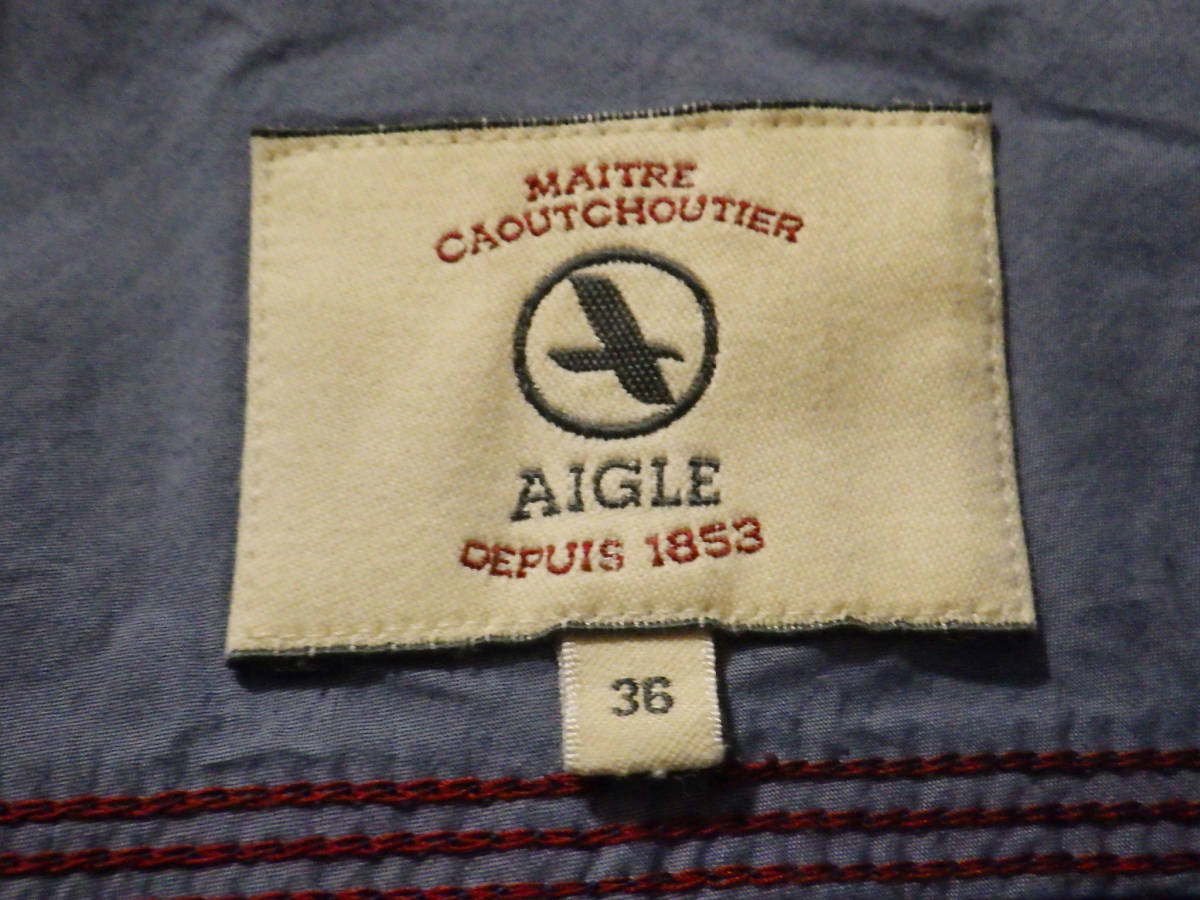 MAITRE
CAOUTCHOUTIER
AIGLE
DEPUIS 1853
36